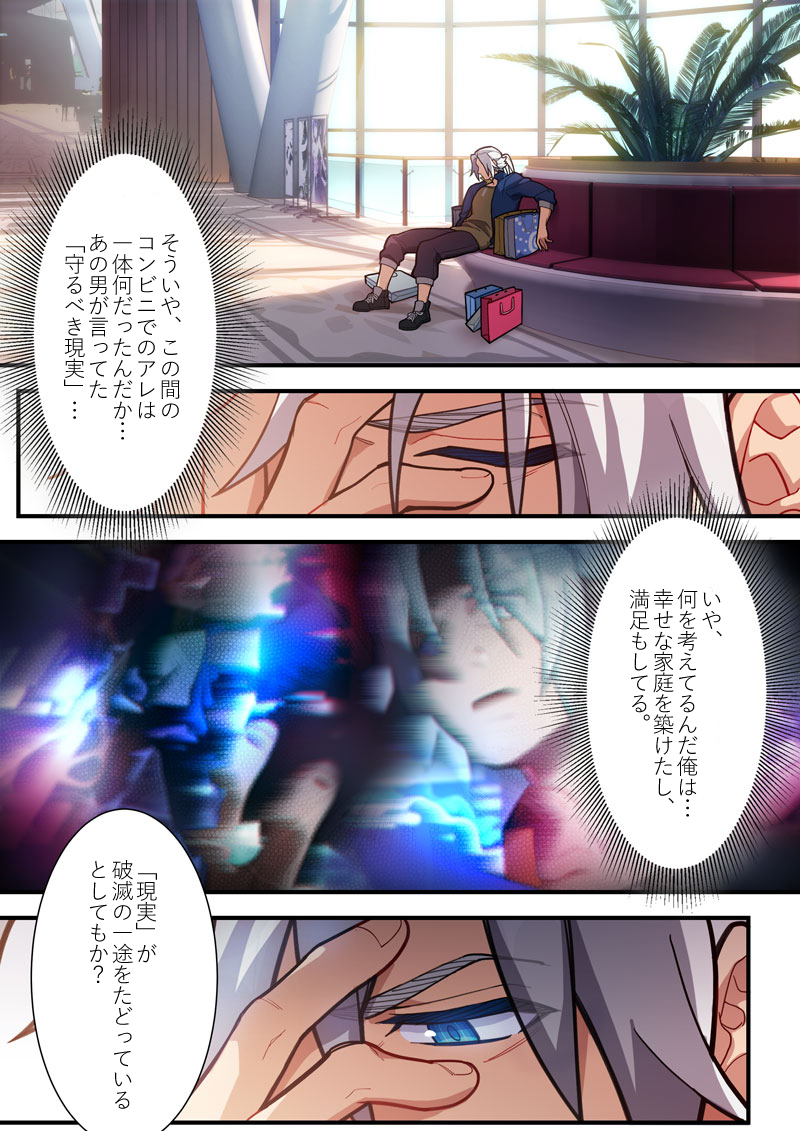 そういや、この間の
コンビニでのアレは
一体何だったんだか…
あの男が言ってた
「守るべき現実」…
いや、
何を考えてるんだ俺は…
幸せな家庭を築けたし、
満足もしてる。
「現実」が
破滅の一途をたどっている
としてもか？